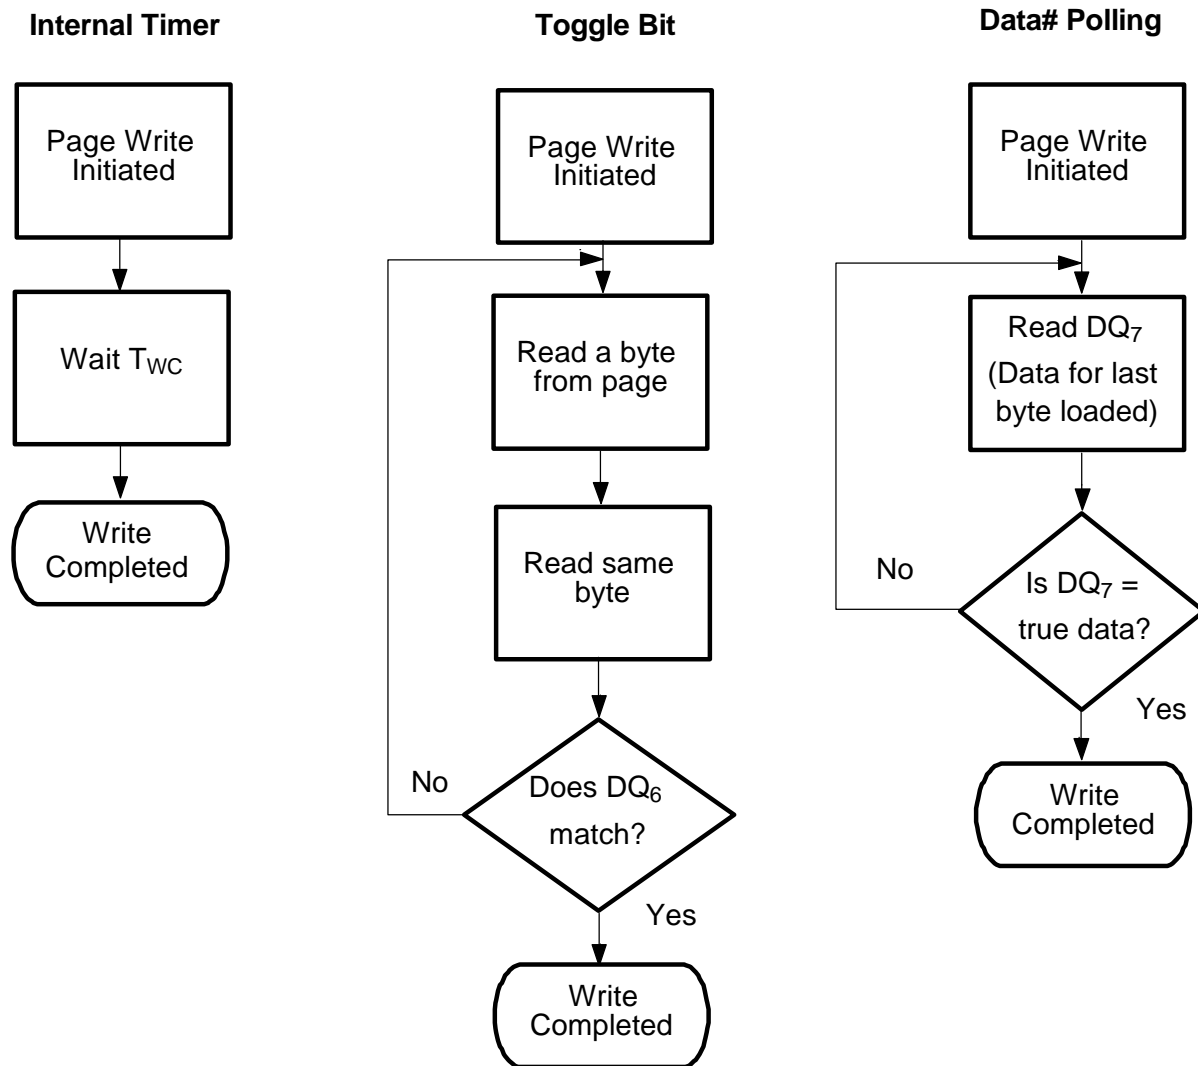 Internal Timer
Page Write
Initiated
Wait TWC
Write
Completed
Toggle Bit
Page Write
Initiated
Read a byte
from page
Read same
byte
Does DQ6
match?
No
Yes
Write
Completed
Data# Polling
Page Write
Initiated
Read DQ7
(Data for last
byte loaded)
Is DQ7 =
true data?
No
Yes
Write
Completed